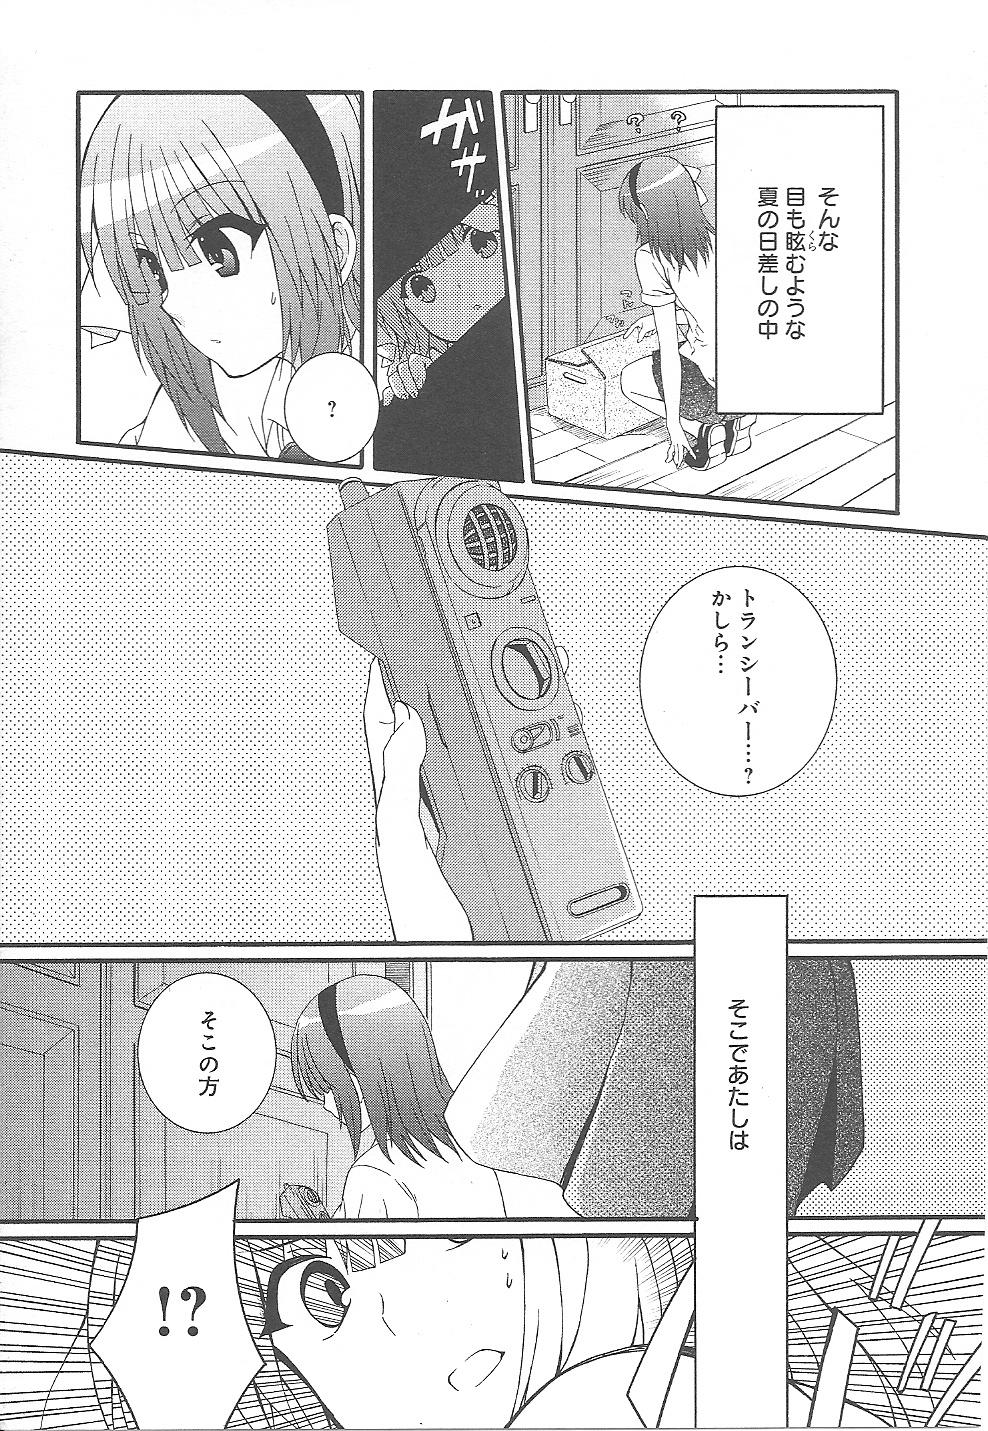 そんな
目も眩むような
くら
夏の日差しの中
?
?
ガサ
?
トランシーバー…?
かしら…
そこであたしは
そこの方
!?